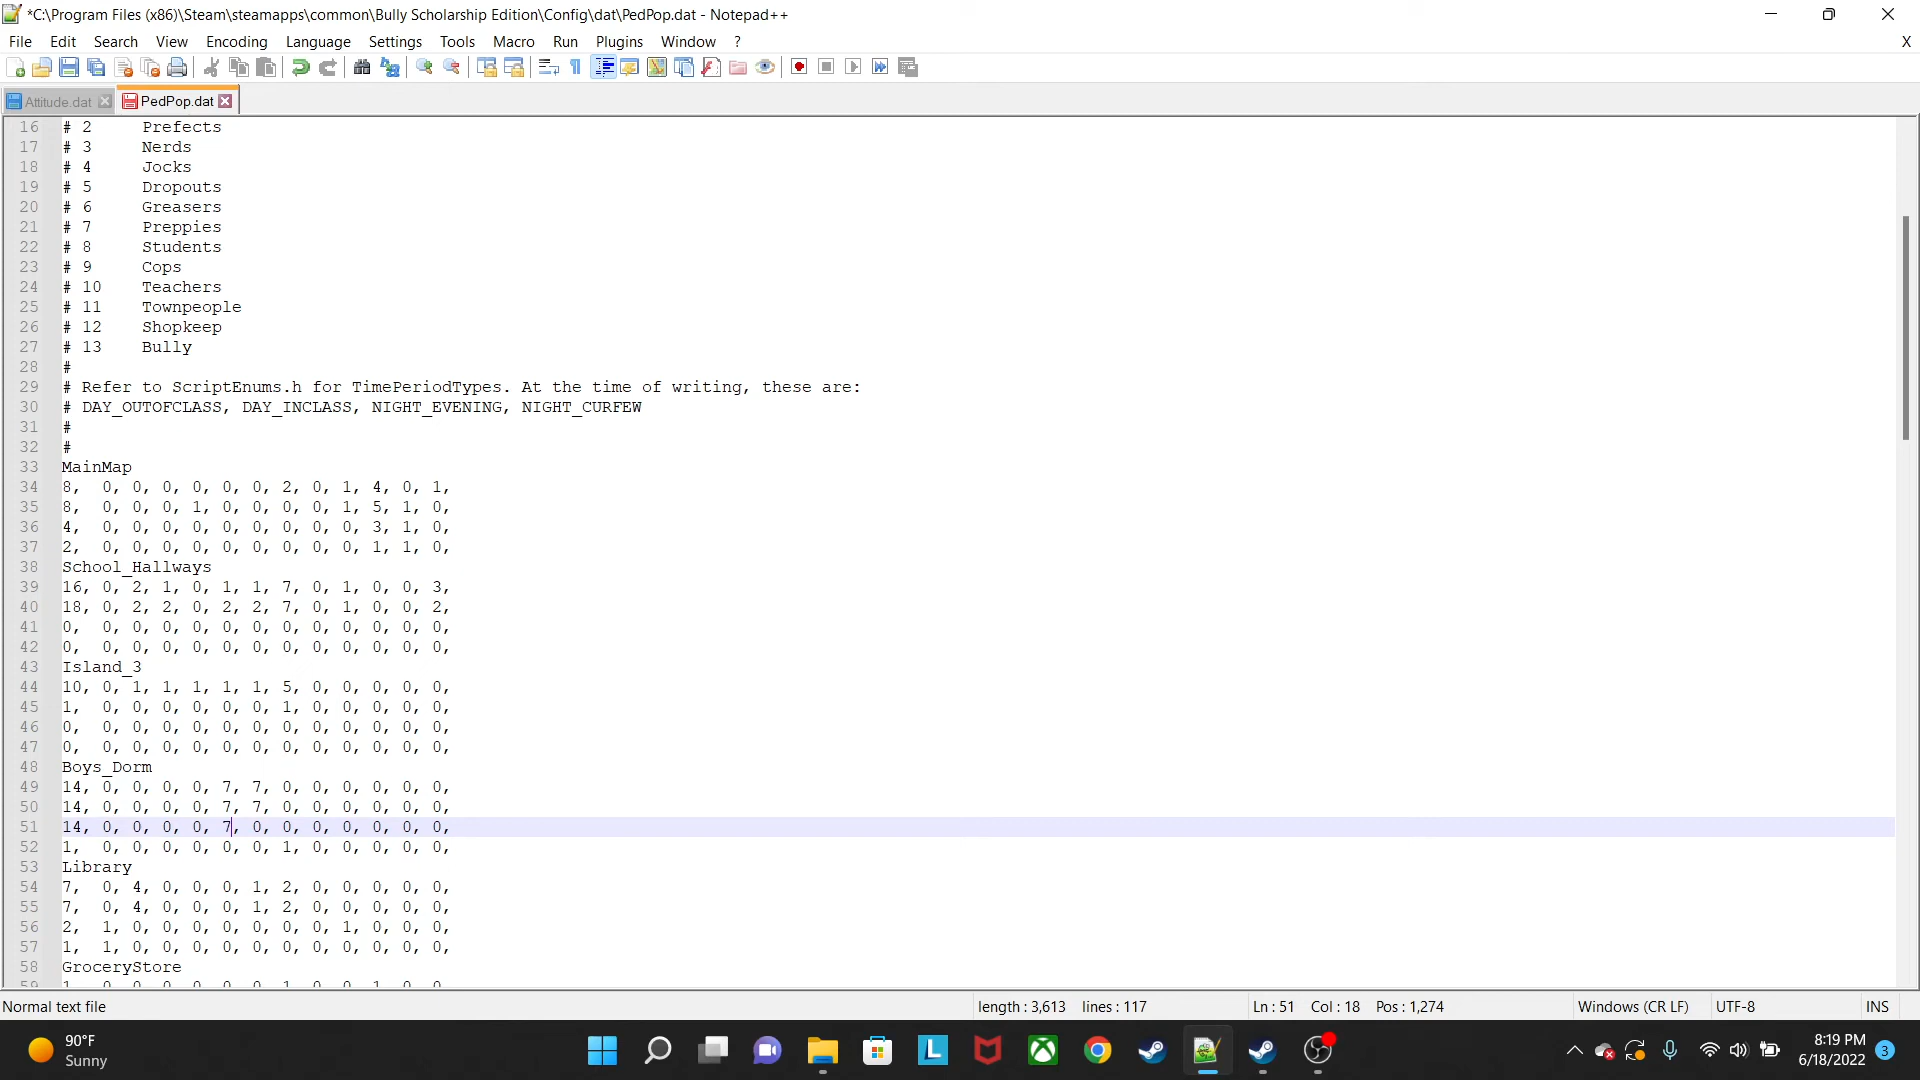 *C:\Program Files (x86)\Steam\steamapps\common\Bully Scholarship Edition\Config\dat\PedPop.dat - Notepad++
File Edit Search View Encoding Language Settings Tools Macro Run Plugins Window ? X
Attitude.dat PedPop.dat
16 # 2 Prefects
17 # 3 Nerds
18 # 4 Jocks
19 # 5 Dropouts
20 # 6 Greasers
21 # 7 Preppies
22 # 8 Students
23 # 9 Cops
24 # 10 Teachers
25 # 11 Townpeople
26 # 12 Shopkeep
27 # 13 Bully
28 #
29 # Refer to ScriptEnums.h for TimePeriodTypes. At the time of writing, these are:
30 # DAY_OUTOFCLASS, DAY_INCLASS, NIGHT_EVENING, NIGHT_CURFEW
31 #
32 #
33 MainMap
34 8, 0, 0, 0, 0, 0, 0, 2, 0, 1, 4, 0, 1,
35 8, 0, 0, 0, 1, 0, 0, 0, 0, 1, 5, 1, 0,
36 4, 0, 0, 0, 0, 0, 0, 0, 0, 0, 3, 1, 0,
37 2, 0, 0, 0, 0, 0, 0, 0, 0, 0, 1, 1, 0,
38 School_Hallways
39 16, 0, 2, 1, 0, 1, 1, 7, 0, 1, 0, 0, 3,
40 18, 0, 2, 2, 0, 2, 2, 7, 0, 1, 0, 0, 2,
41 0, 0, 0, 0, 0, 0, 0, 0, 0, 0, 0, 0, 0,
42 0, 0, 0, 0, 0, 0, 0, 0, 0, 0, 0, 0, 0,
43 Island_3
44 10, 0, 1, 1, 1, 1, 1, 5, 0, 0, 0, 0, 0,
45 1, 0, 0, 0, 0, 0, 0, 1, 0, 0, 0, 0, 0,
46 0, 0, 0, 0, 0, 0, 0, 0, 0, 0, 0, 0, 0,
47 0, 0, 0, 0, 0, 0, 0, 0, 0, 0, 0, 0, 0,
48 Boys_Dorm
49 14, 0, 0, 0, 0, 7, 7, 0, 0, 0, 0, 0, 0,
50 14, 0, 0, 0, 0, 7, 7, 0, 0, 0, 0, 0, 0,
51 14, 0, 0, 0, 0, 7, 0, 0, 0, 0, 0, 0, 0,
52 1, 0, 0, 0, 0, 0, 0, 1, 0, 0, 0, 0, 0,
53 Library
54 7, 0, 4, 0, 0, 0, 1, 2, 0, 0, 0, 0, 0,
55 7, 0, 4, 0, 0, 0, 1, 2, 0, 0, 0, 0, 0,
56 2, 1, 0, 0, 0, 0, 0, 0, 0, 1, 0, 0, 0,
57 1, 1, 0, 0, 0, 0, 0, 0, 0, 0, 0, 0, 0,
58 GroceryStore
Normal text file length : 3,613 lines : 117 Ln : 51 Col : 18 Pos : 1,274 Windows (CR LF) UTF-8 INS
90°F
Sunny
8:19 PM
6/18/2022
3